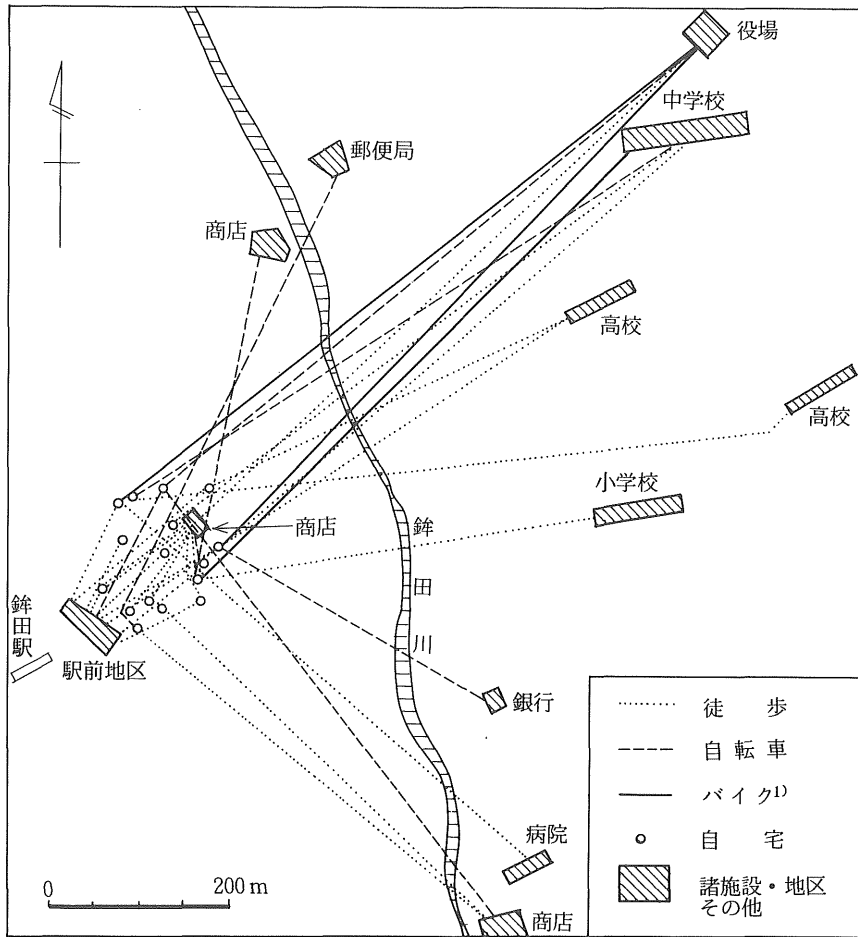 役場
中学校
郵便局
商店
高校
高校
小学校
商店
鉾田川
鉾田駅
駅前地区
銀行
病院
商店
0 200 m
徒歩
自転車
バイク1)
自宅
諸施設・地区
その他